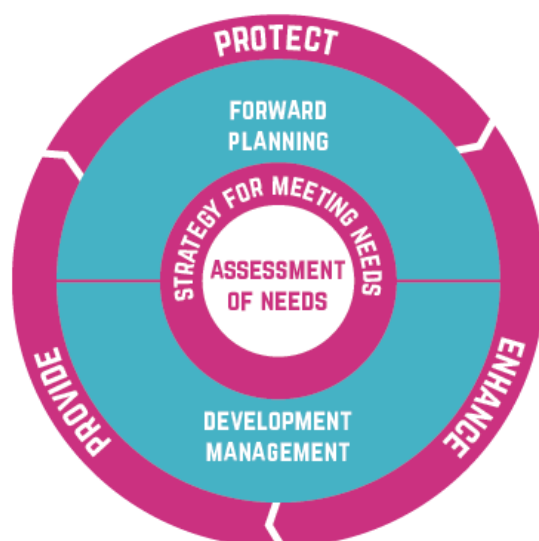 PROTECT
FORWARD
PLANNING
STRATEGY FOR MEETING NEEDS
ASSESSMENT
OF NEEDS
PROVIDE
ENHANCE
DEVELOPMENT
MANAGEMENT